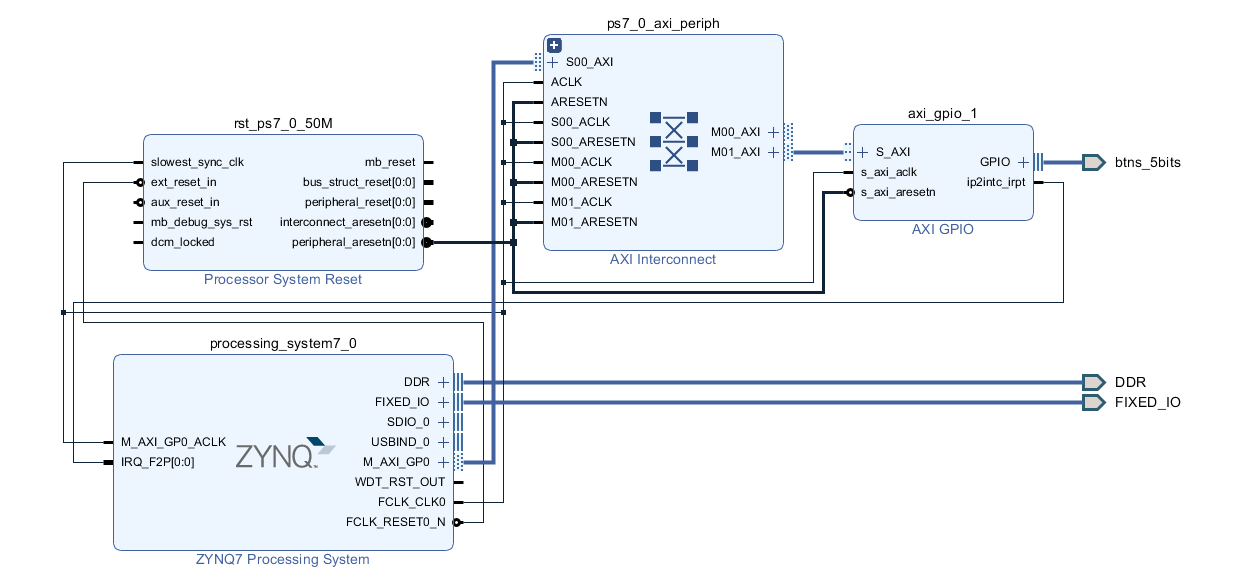 ps7_0_axi_periph
S00_AXI
ACLK
ARESETN
S00_ACLK
S00_ARESETN
M00_ACLK
M00_ARESETN
M01_ACLK
M01_ARESETN
M00_AXI
M01_AXI
AXI Interconnect
rst_ps7_0_50M
slowest_sync_clk
ext_reset_in
aux_reset_in
mb_debug_sys_rst
dcm_locked
mb_reset
bus_struct_reset[0:0]
peripheral_reset[0:0]
interconnect_aresetn[0:0]
peripheral_aresetn[0:0]
Processor System Reset
axi_gpio_1
S_AXI
s_axi_aclk
s_axi_aresetn
GPIO
ip2intc_irpt
AXI GPIO
btns_5bits
processing_system7_0
M_AXI_GP0_ACLK
IRQ_F2P[0:0]
ZYNQ
DDR
FIXED_IO
SDIO_0
USBIND_0
M_AXI_GP0
WDT_RST_OUT
FCLK_CLK0
FCLK_RESET0_N
ZYNQ7 Processing System
DDR
FIXED_IO